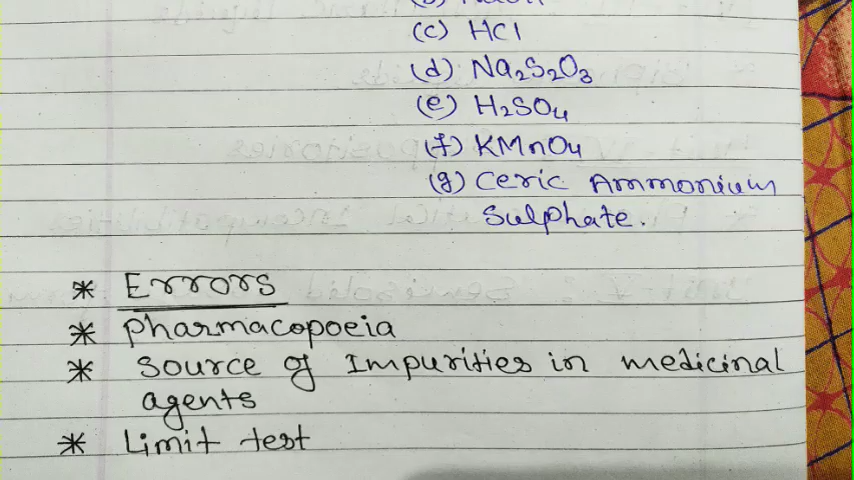 (c) HCl
(d) Na₂S₂O₃
(e) H₂SO₄
(f) KMnO₄
(g) Ceric Ammonium
Sulphate.
* Errors
* Pharmacopoeia
* Source of Impurities in medicinal
agents
* Limit test